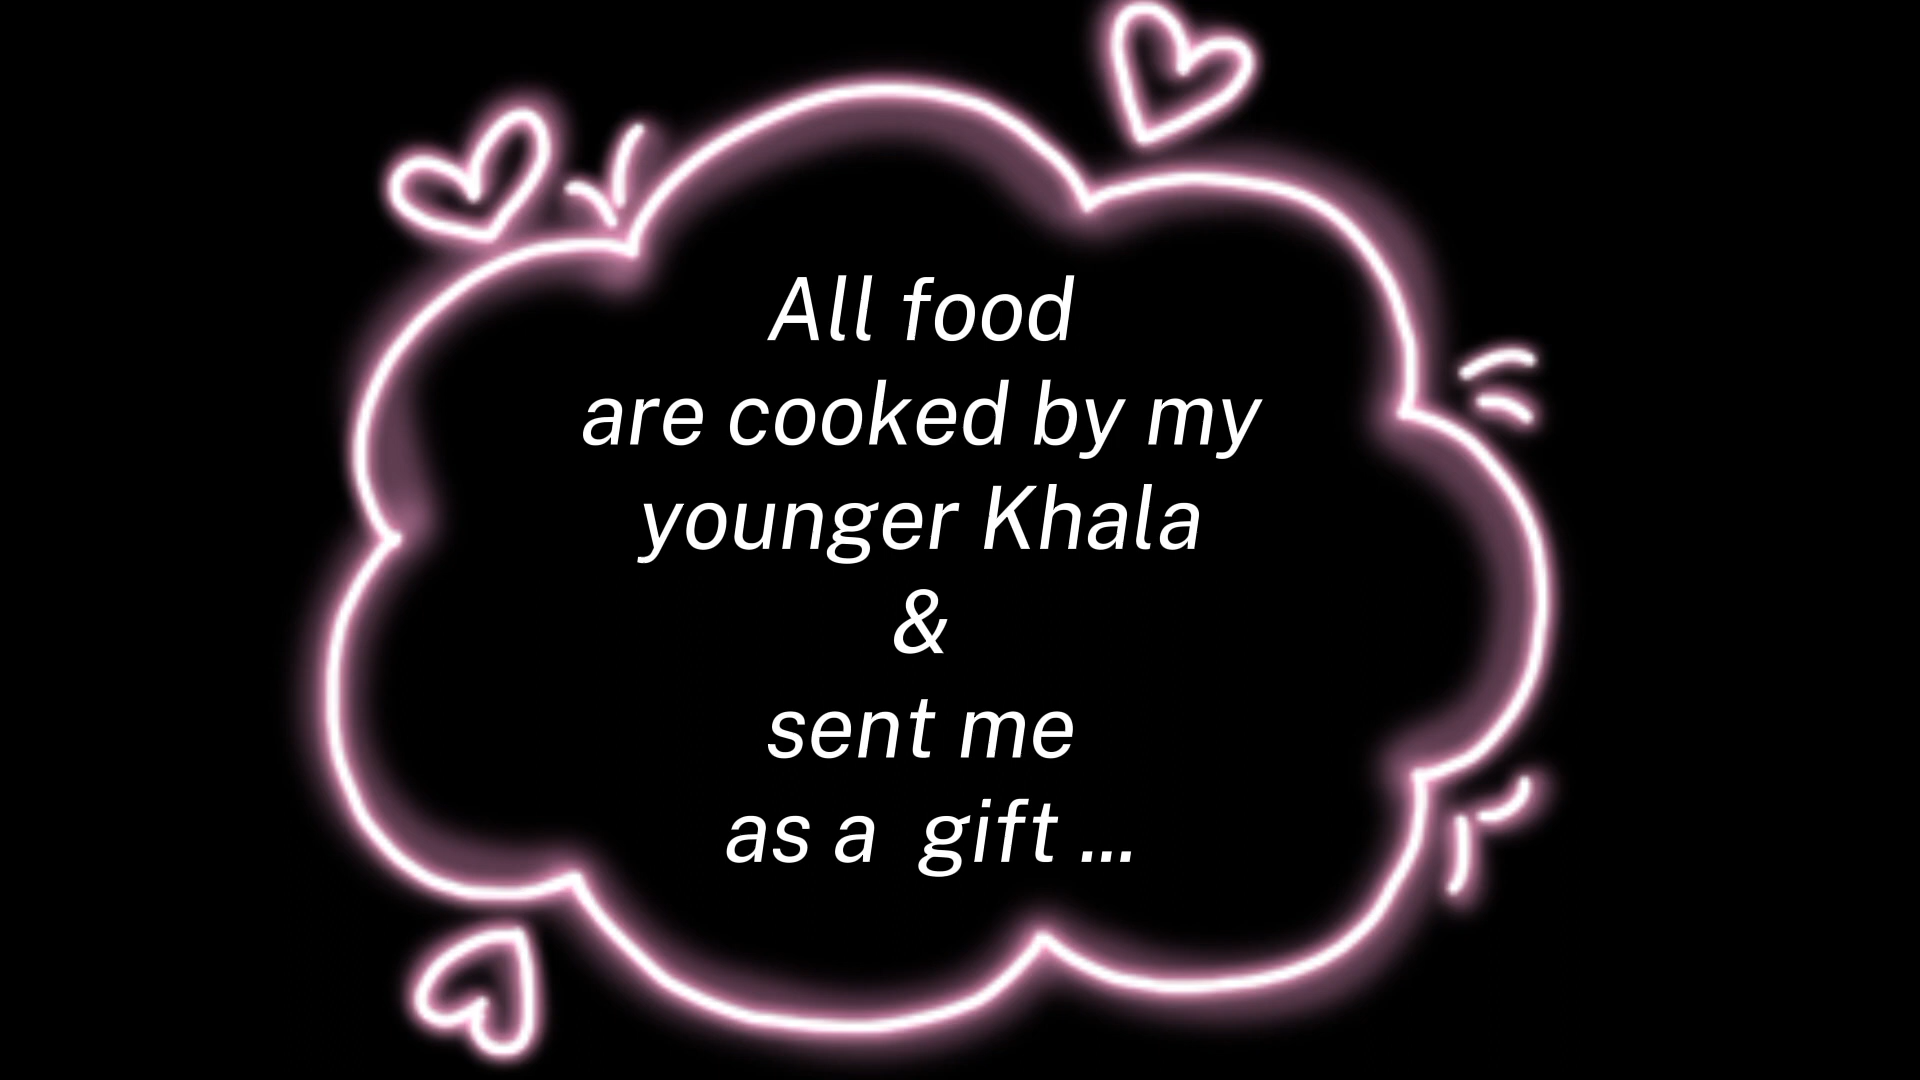 All food
are cooked by my
younger Khala
&
sent me
as a  gift ...